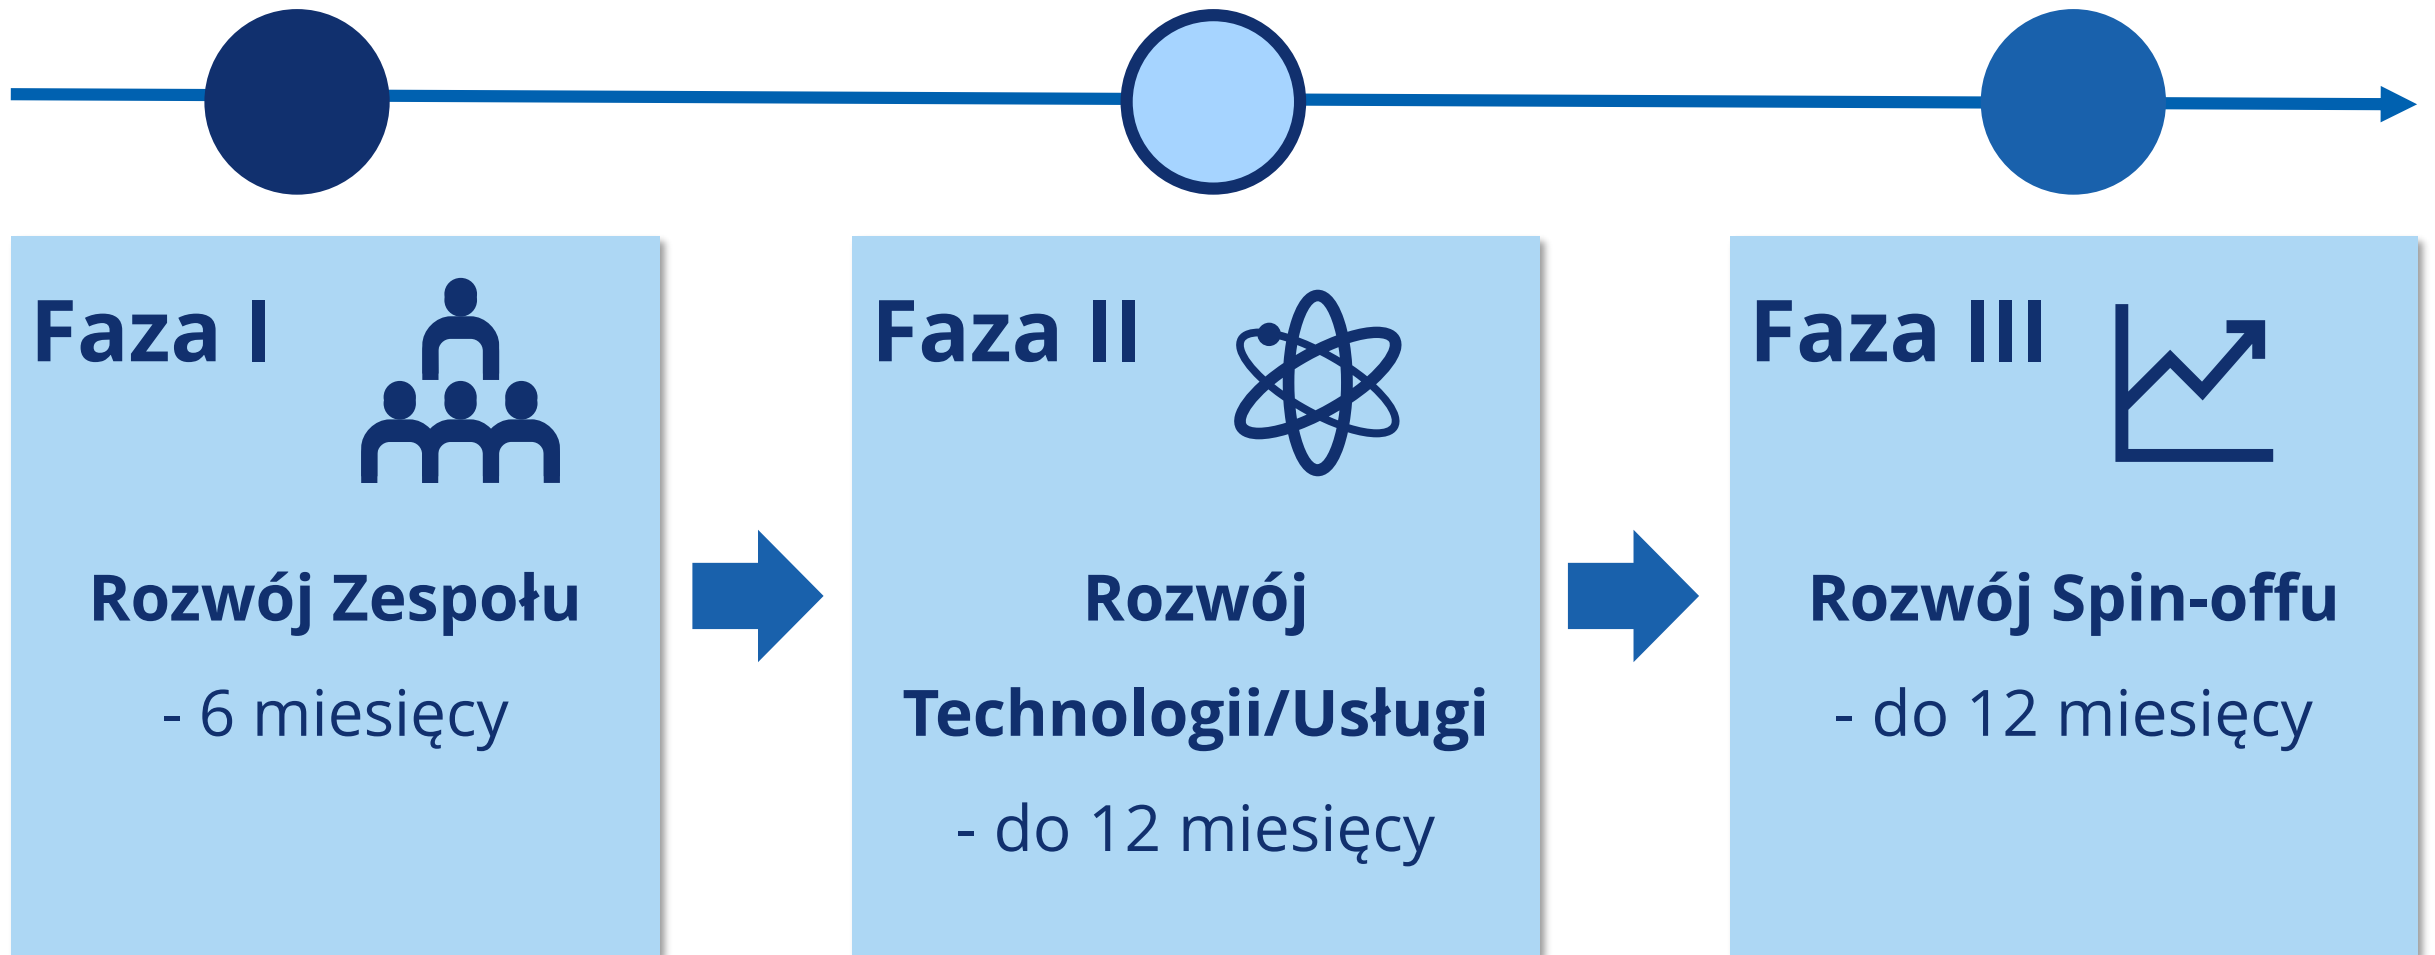 Faza I
Rozwój Zespołu
- 6 miesięcy
Faza II
Rozwój
Technologii/Usługi
- do 12 miesięcy
Faza III
Rozwój Spin-offu
- do 12 miesięcy